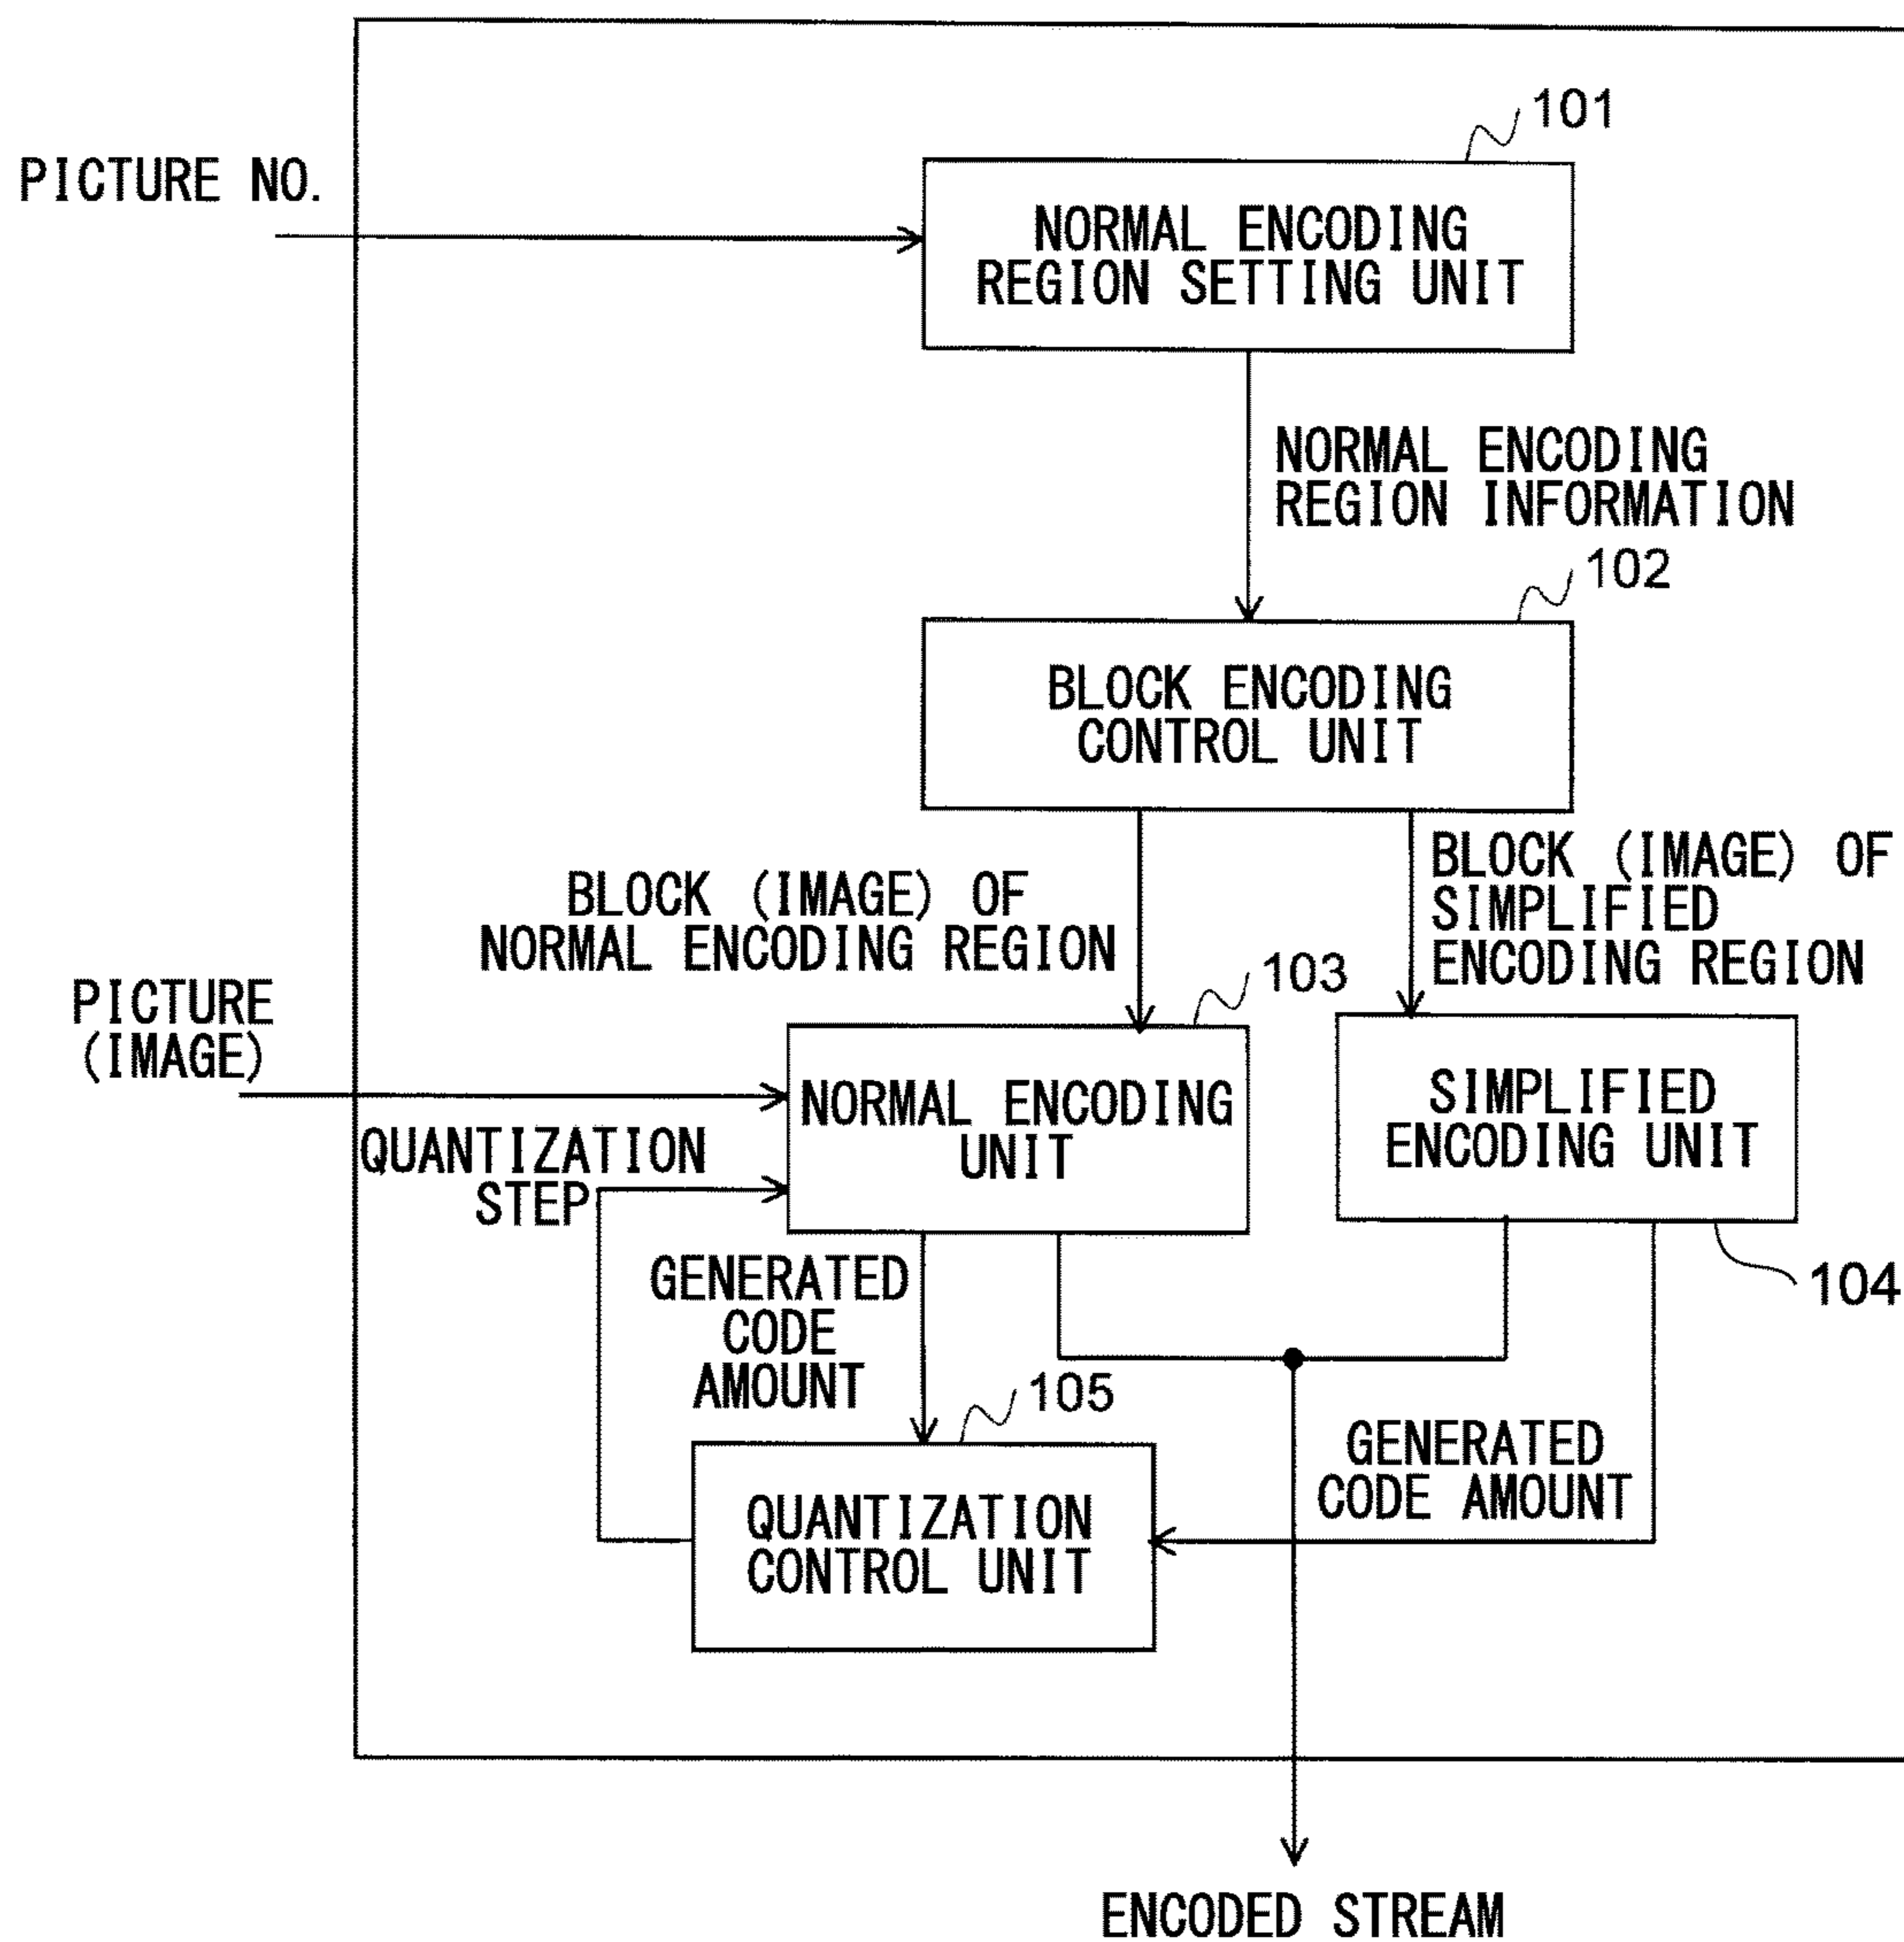 101
PICTURE NO.
NORMAL ENCODING
REGION SETTING UNIT
NORMAL ENCODING
REGION INFORMATION
102
BLOCK ENCODING
CONTROL UNIT
BLOCK (IMAGE) OF
NORMAL ENCODING REGION
BLOCK (IMAGE) OF
SIMPLIFIED
ENCODING REGION
103
PICTURE
(IMAGE)
NORMAL ENCODING
UNIT
SIMPLIFIED
ENCODING UNIT
QUANTIZATION
STEP
104
GENERATED
CODE
AMOUNT
105
GENERATED
CODE AMOUNT
QUANTIZATION
CONTROL UNIT
ENCODED STREAM